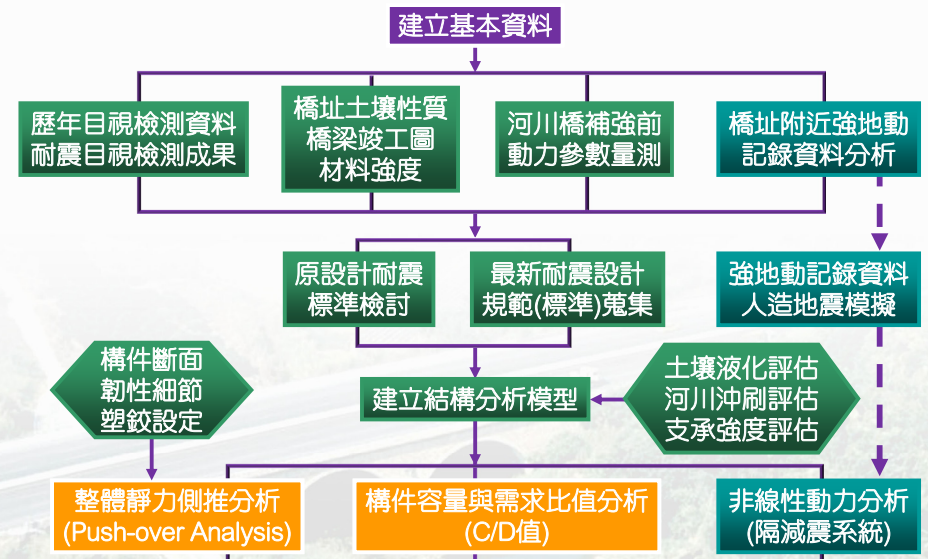 建立基本資料
歷年目視檢測資料
耐震目視檢測成果
橋址土壤性質
橋梁竣工圖
材料強度
河川橋補強前
動力參數量測
橋址附近強地動
記錄資料分析
原設計耐震
標準檢討
最新耐震設計
規範(標準)蒐集
強地動記錄資料
人造地震模擬
構件斷面
韌性細節
塑鉸設定
建立結構分析模型
土壤液化評估
河川沖刷評估
支承強度評估
整體靜力側推分析
(Push-over Analysis)
構件容量與需求比值分析
(C/D值)
非線性動力分析
(隔減震系統)